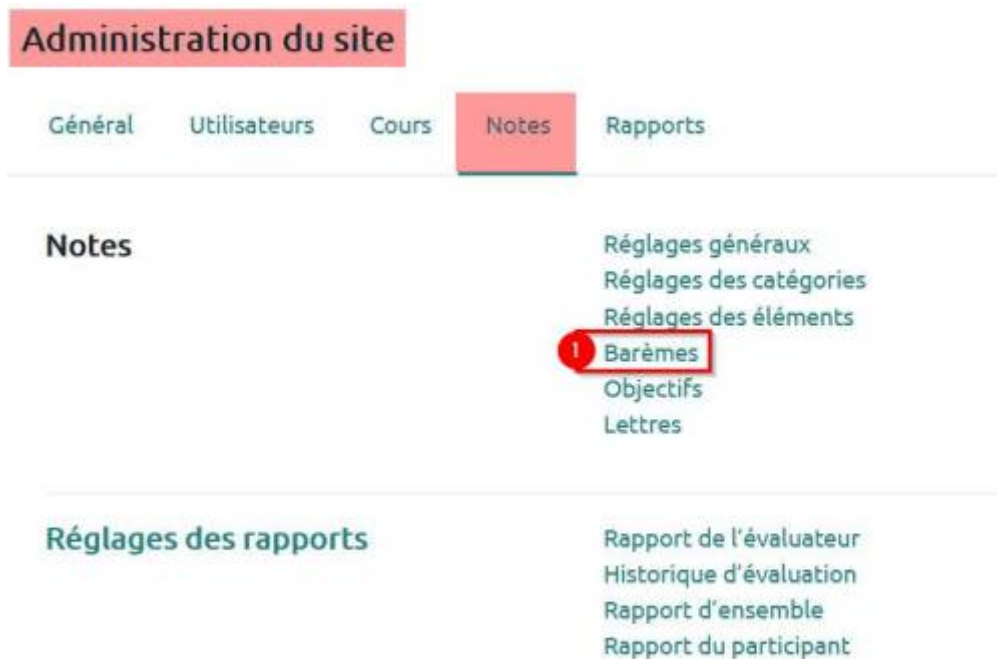 Administration du site
Général Utilisateurs Cours Notes Rapports
Notes
Réglages généraux
Réglages des catégories
Réglages des éléments
1 Barèmes
Objectifs
Lettres
Réglages des rapports
Rapport de l'évaluateur
Historique d'évaluation
Rapport d'ensemble
Rapport du participant